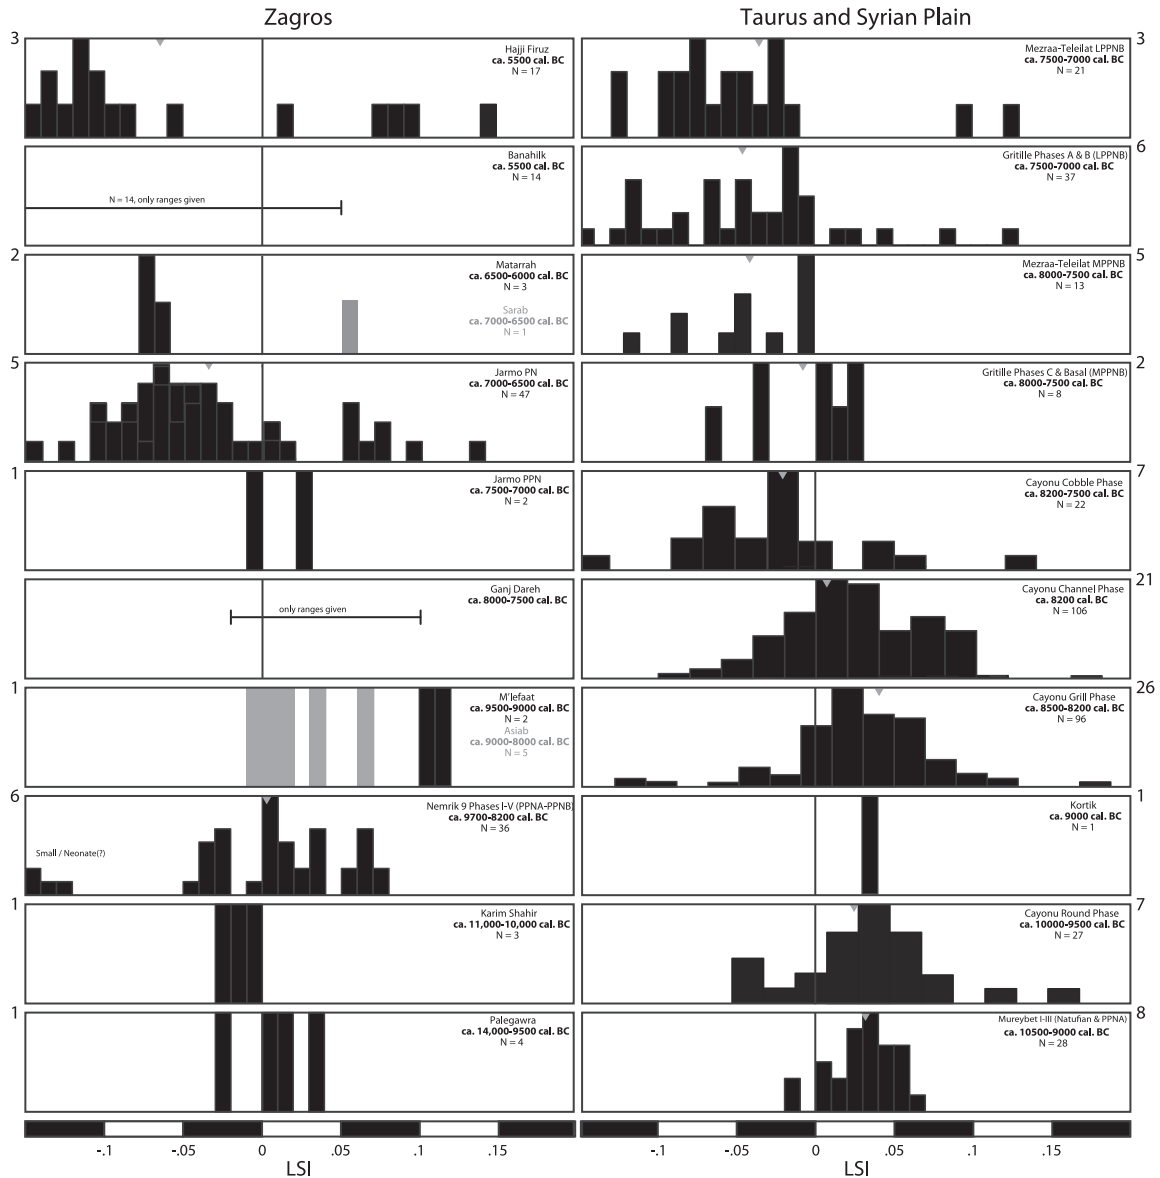 Zagros
3
Hajji Firuz
ca. 5500 cal. BC
N = 17
Banahilk
ca. 5500 cal. BC
N = 14
N = 14, only ranges given
2
Matarrah
ca. 6500-6000 cal. BC
N = 3
Sarab
ca. 7000-6500 cal. BC
N = 1
5
Jarmo PN
ca. 7000-6500 cal. BC
N = 47
1
Jarmo PPN
ca. 7500-7000 cal. BC
N = 2
Ganj Dareh
ca. 8000-7500 cal. BC
only ranges given
1
M'lefaat
ca. 9500-9000 cal. BC
N = 2
Asiab
ca. 9000-8000 cal. BC
N = 5
6
Nemrik 9 Phases I-V (PPNA-PPNB)
ca. 9700-8200 cal. BC
N = 36
Small / Neonate(?)
1
Karim Shahir
ca. 11,000-10,000 cal. BC
N = 3
1
Palegawra
ca. 14,000-9500 cal. BC
N = 4
-.1 -.05 0 .05 .1 .15
LSI
Taurus and Syrian Plain
3
Mezraa-Teleilat LPPNB
ca. 7500-7000 cal. BC
N = 21
6
Gritille Phases A & B (LPPNB)
ca. 7500-7000 cal. BC
N = 37
5
Mezraa-Teleilat MPPNB
ca. 8000-7500 cal. BC
N = 13
2
Gritille Phases C & Basal (MPPNB)
ca. 8000-7500 cal. BC
N = 8
7
Cayonu Cobble Phase
ca. 8200-7500 cal. BC
N = 22
21
Cayonu Channel Phase
ca. 8200 cal. BC
N = 106
26
Cayonu Grill Phase
ca. 8500-8200 cal. BC
N = 96
1
Kortik
ca. 9000 cal. BC
N = 1
7
Cayonu Round Phase
ca. 10000-9500 cal. BC
N = 27
8
Mureybet I-III (Natufian & PPNA)
ca. 10500-9000 cal. BC
N = 28
-.1 -.05 0 .05 .1 .15
LSI